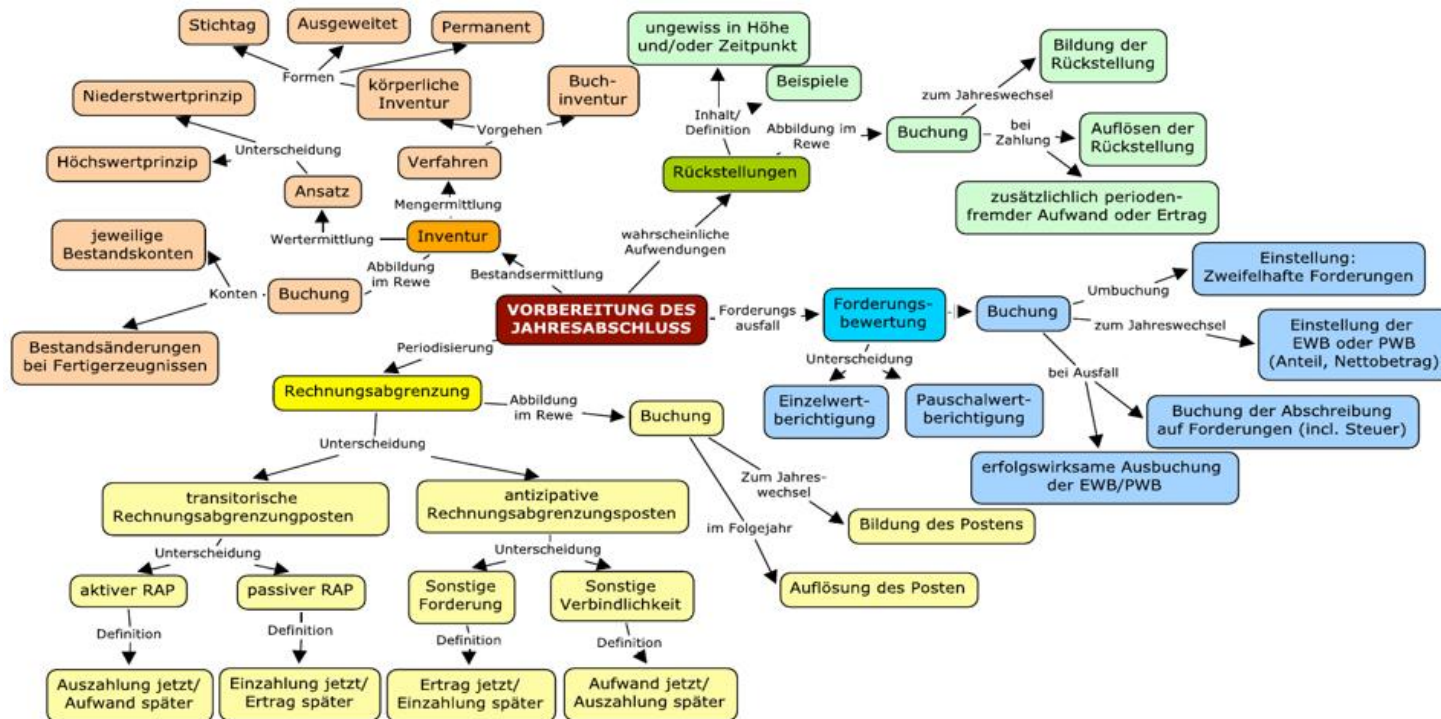 Stichtag
Ausgeweitet
Permanent
Formen
körperliche
Inventur
Buch-
inventur
Niederstwertprinzip
Vorgehen
Unterscheidung
Höchstwertprinzip
Verfahren
Ansatz
Mengermittlung
Wertermittlung
Inventur
jeweilige
Bestandskonten
Abbildung
im Rewe
Konten
Buchung
Bestandsermittlung
Bestandsänderungen
bei Fertigerzeugnissen
ungewiss in Höhe
und/oder Zeitpunkt
Beispiele
Inhalt/
Definition
Abbildung im
Rewe
Rückstellungen
Buchung
zum Jahreswechsel
Bildung der
Rückstellung
bei
Zahlung
Auflösen der
Rückstellung
zusätzlichlich perioden-
fremder Aufwand oder Ertrag
wahrscheinliche
Aufwendungen
VORBEREITUNG DES
JAHRESABSCHLUSS
Forderungs
ausfall
Forderungs-
bewertung
Buchung
Umbuchung
Einstellung:
Zweifelhafte Forderungen
zum Jahreswechsel
Einstellung der
EWB oder PWB
(Anteil, Nettobetrag)
Unterscheidung
Einzelwert-
berichtigung
Pauschalwert-
berichtigung
bei Ausfall
Buchung der Abschreibung
auf Forderungen (incl. Steuer)
erfolgswirksame Ausbuchung
der EWB/PWB
Periodisierung
Rechnungsabgrenzung
Abbildung
im Rewe
Buchung
Unterscheidung
Zum Jahres-
wechsel
im Folgejahr
Bildung des Postens
Auflösung des Posten
transitorische
Rechnungsabgrenzungposten
antizipative
Rechnungsabgrenzungsposten
Unterscheidung
Unterscheidung
aktiver RAP
passiver RAP
Sonstige
Forderung
Sonstige
Verbindlichkeit
Definition
Definition
Definition
Definition
Auszahlung jetzt/
Aufwand später
Einzahlung jetzt/
Ertrag später
Ertrag jetzt/
Einzahlung später
Aufwand jetzt/
Auszahlung später